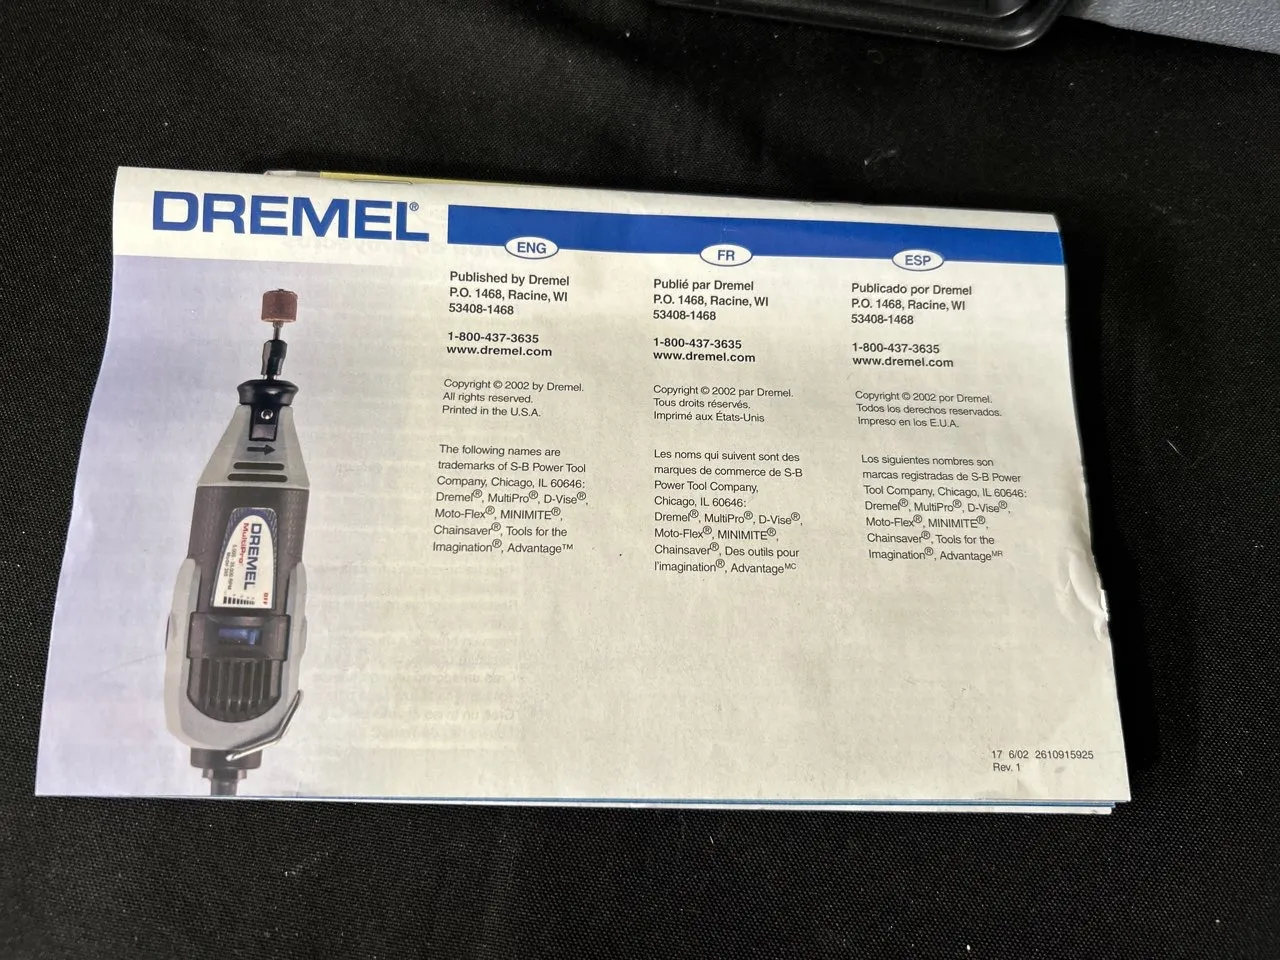 DREMEL®
ENG
Published by Dremel
P.O. 1468, Racine, WI
53408-1468
1-800-437-3635
www.dremel.com
Copyright © 2002 by Dremel.
All rights reserved.
Printed in the U.S.A.
The following names are
trademarks of S-B Power Tool
Company, Chicago, IL 60646:
Dremel®, MultiPro®, D-Vise®,
Moto-Flex®, MINIMITE®,
Chainsaver®, Tools for the
Imagination®, Advantage™
FR
Publié par Dremel
P.O. 1468, Racine, WI
53408-1468
1-800-437-3635
www.dremel.com
Copyright © 2002 par Dremel.
Tous droits réservés.
Imprimé aux États-Unis
Les noms qui suivent sont des
marques de commerce de S-B
Power Tool Company,
Chicago, IL 60646:
Dremel®, MultiPro®, D-Vise®,
Moto-Flex®, MINIMITE®,
Chainsaver®, Des outils pour
l'imagination®, Advantage MC
ESP
Publicado por Dremel
P.O. 1468, Racine, WI
53408-1468
1-800-437-3635
www.dremel.com
Copyright © 2002 por Dremel.
Todos los derechos reservados.
Impreso en los E.U.A.
Los siguientes nombres son
marcas registradas de S-B Power
Tool Company, Chicago, IL 60646:
Dremel®, MultiPro®, D-Vise®,
Moto-Flex®, MINIMITE®,
Chainsaver®, Tools for the
Imagination®, Advantage MR
DREMEL
MultiPro
OFF
17 6/02 2610915925
Rev. 1